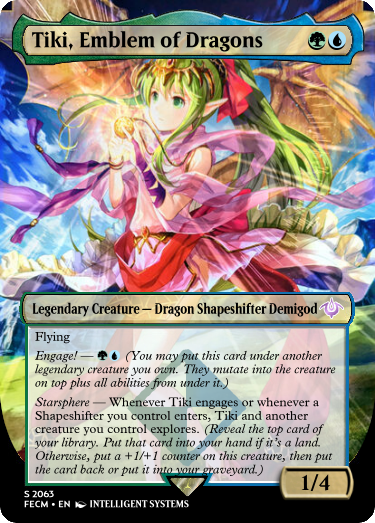 Tiki, Emblem of Dragons
Legendary Creature — Dragon Shapeshifter Demigod
Flying
Engage! — (You may put this card under another
legendary creature you own. They mutate into the creature
on top plus all abilities from under it.)
Starsphere — Whenever Tiki engages or whenever a
Shapeshifter you control enters, Tiki and another
creature you control explores. (Reveal the top card of
your library. Put that card into your hand if it's a land.
Otherwise, put a +1/+1 counter on this creature, then put
the card back or put it into your graveyard.)
1/4
S 2063
FECM • EN INTELLIGENT SYSTEMS